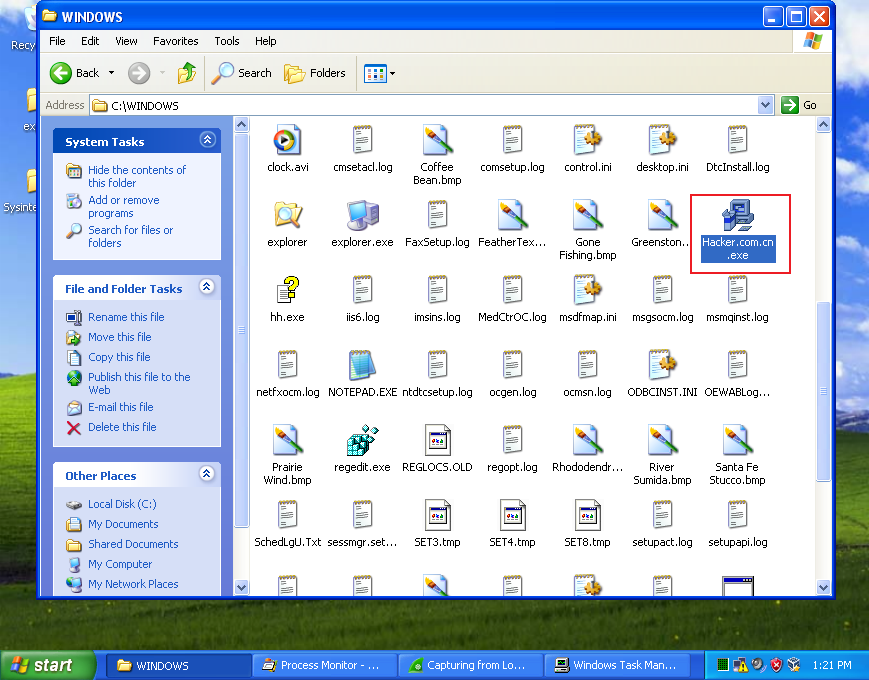 WINDOWS
File Edit View Favorites Tools Help
Recy
Back Search Folders
Address C:\WINDOWS Go
ex
Sysinte
System Tasks
Hide the contents of
this folder
Add or remove
programs
Search for files or
folders
File and Folder Tasks
Rename this file
Move this file
Copy this file
Publish this file to the
Web
E-mail this file
Delete this file
Other Places
Local Disk (C:)
My Documents
Shared Documents
My Computer
My Network Places
clock.avi cmsetacl.log Coffee comsetup.log control.ini desktop.ini DtcInstall.log
Bean.bmp
explorer explorer.exe FaxSetup.log FeatherTex... Gone Greenston... Hacker.com.cn
Fishing.bmp .exe
hh.exe iis6.log imsins.log MedCtrOC.log msdfmap.ini msgsocm.log msmqinst.log
netfxocm.log NOTEPAD.EXE ntdtcsetup.log ocgen.log ocmsn.log ODBCINST.INI OEWABLog...
Prairie regedit.exe REGLOCS.OLD regopt.log Rhododendr... River Santa Fe
Wind.bmp Sumida.bmp Stucco.bmp
SchedLgU.Txt sessmgr.set... SET3.tmp SET4.tmp SET8.tmp setupact.log setupapi.log
start WINDOWS Process Monitor - ... Capturing from Lo... Windows Task Man... 1:21 PM